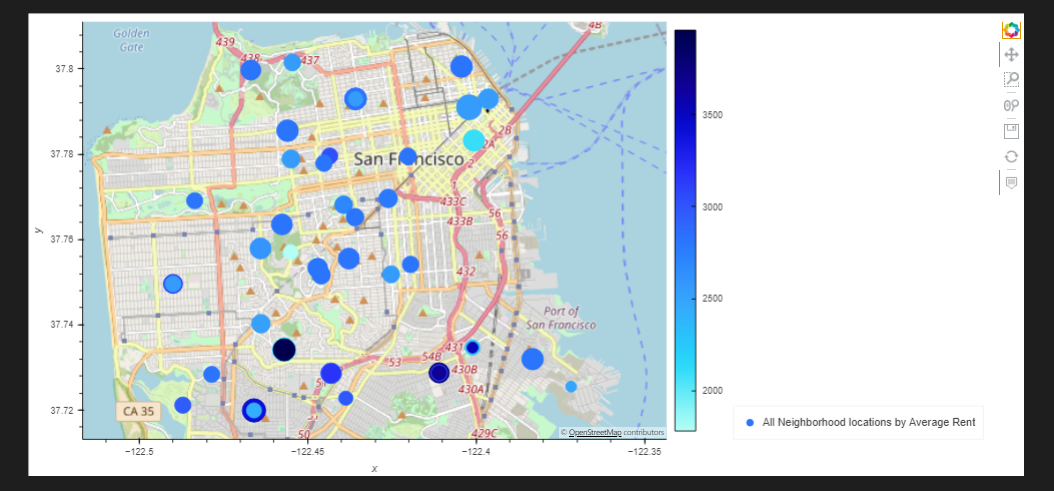 Golden
Gate
439
438
437
4B
37.8
3500
2B
2A
37.78
San Francisco
2
1
433C
56
433B
3000
37.76
56
y
432
2500
Port of
San Francisco
37.74
431
53
54B
430B
430A
2000
CA 35
51
37.72
50
429C
© OpenStreetMap contributors
All Neighborhood locations by Average Rent
−122.5
−122.45
−122.4
−122.35
x